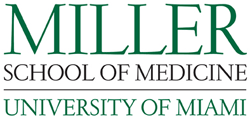 MILLER
SCHOOL OF MEDICINE
UNIVERSITY OF MIAMI